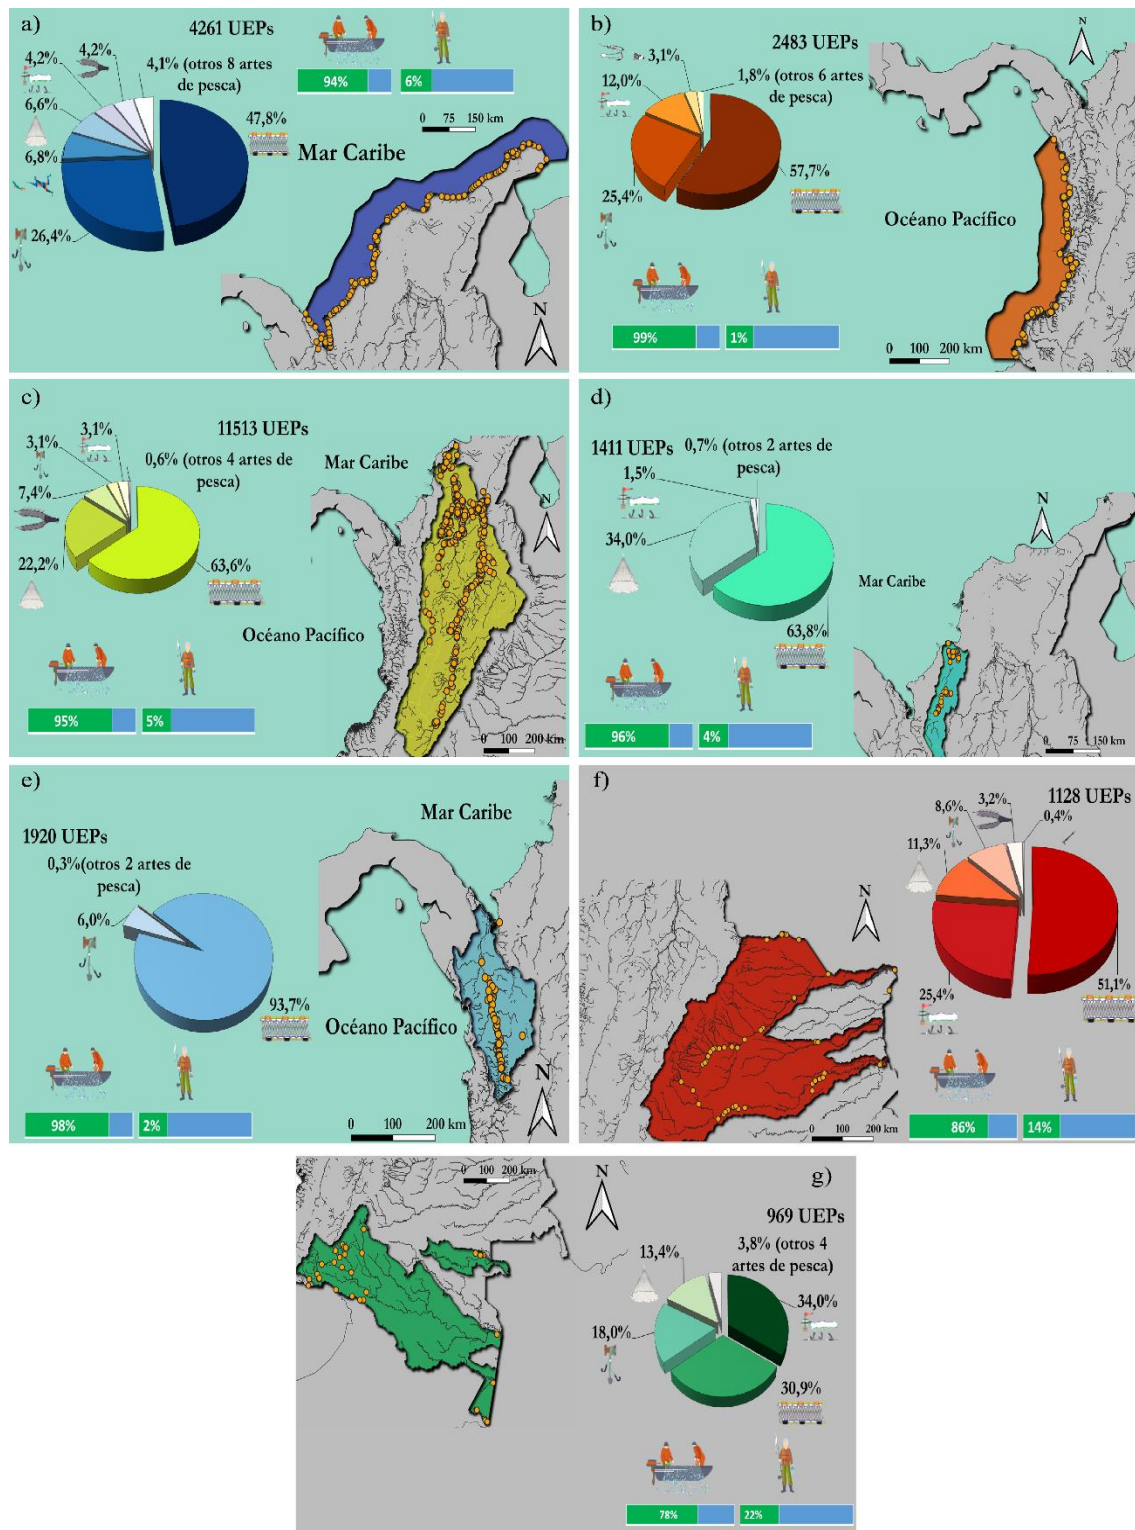 a)
4261 UEPs
4,2%
4,1% (otros 8 artes
de pesca)
4,2%
6,6%
6,8%
26,4%
47,8%
94%
6%
0 75 150 km
Mar Caribe
N
b)
2483 UEPs
3,1%
1,8% (otros 6 artes
de pesca)
12,0%
25,4%
57,7%
N
Océano Pacífico
99%
1%
0 100 200 km
c)
11513 UEPs
3,1%
3,1%
0,6% (otros 4 artes de
pesca)
7,4%
22,2%
63,6%
Mar Caribe
N
Océano Pacífico
95%
5%
0 100 200 km
d)
1411 UEPs
0,7% (otros 2 artes de
pesca)
1,5%
34,0%
63,8%
N
Mar Caribe
96%
4%
0 75 150 km
e)
1920 UEPs
0,3%(otros 2 artes de
pesca)
6,0%
93,7%
Mar Caribe
Océano Pacífico
N
98%
2%
0 100 200 km
f)
1128 UEPs
3,2%
8,6%
0,4%
11,3%
25,4%
51,1%
N
0 100 200 km
86%
14%
0 100 200 km
N
g)
969 UEPs
3,8% (otros 4
artes de pesca)
13,4%
34,0%
18,0%
30,9%
78%
22%